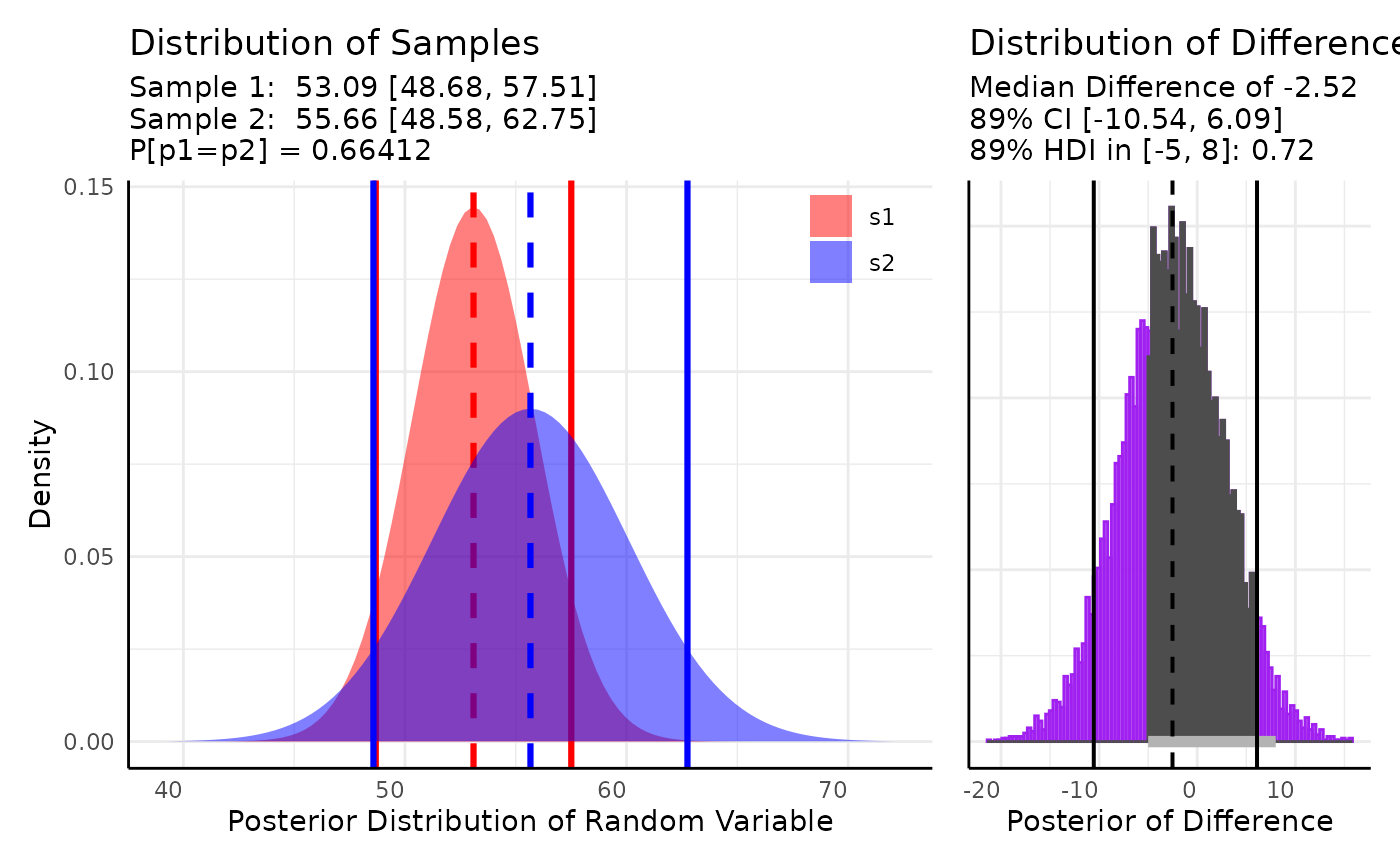 Distribution of Samples
Sample 1:  53.09 [48.68, 57.51]
Sample 2:  55.66 [48.58, 62.75]
P[p1=p2] = 0.66412
0.15
0.10
0.05
0.00
Density
s1
s2
40
50
60
70
Posterior Distribution of Random Variable
Distribution of Difference
Median Difference of -2.52
89% CI [-10.54, 6.09]
89% HDI in [-5, 8]: 0.72
-20
-10
0
10
Posterior of Difference